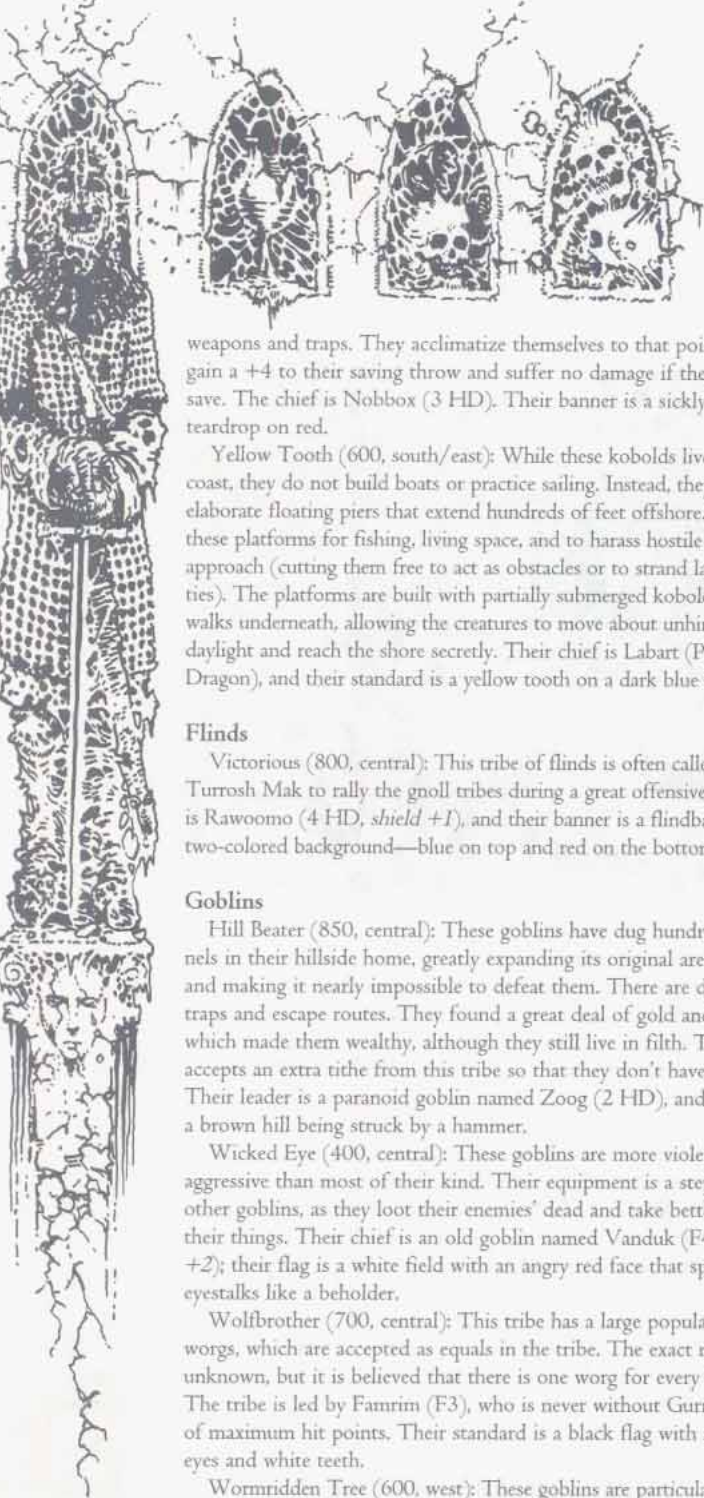 weapons and traps. They acclimatize themselves to that poi
gain a +4 to their saving throw and suffer no damage if the
save. The chief is Nobbox (3 HD). Their banner is a sickly
teardrop on red.
Yellow Tooth (600, south/east): While these kobolds live
coast, they do not build boats or practice sailing. Instead, they
elaborate floating piers that extend hundreds of feet offshore.
these platforms for fishing, living space, and to harass hostile
approach (cutting them free to act as obstacles or to strand la
ties). The platforms are built with partially submerged kobold
walks underneath, allowing the creatures to move about unhin
daylight and reach the shore secretly. Their chief is Labart (P
Dragon), and their standard is a yellow tooth on a dark blue
Flinds
Victorious (800, central): This tribe of flinds is often calle
Turrosh Mak to rally the gnoll tribes during a great offensive
is Rawoomo (4 HD, shield +1), and their banner is a flindba
two-colored background—blue on top and red on the bottom
Goblins
Hill Beater (850, central): These goblins have dug hundr
nels in their hillside home, greatly expanding its original are
and making it nearly impossible to defeat them. There are d
traps and escape routes. They found a great deal of gold and
which made them wealthy, although they still live in filth. T
accepts an extra tithe from this tribe so that they don't have
Their leader is a paranoid goblin named Zoog (2 HD), and
a brown hill being struck by a hammer.
Wicked Eye (400, central): These goblins are more viole
aggressive than most of their kind. Their equipment is a ste
other goblins, as they loot their enemies' dead and take bett
their things. Their chief is an old goblin named Vanduk (F4
+2); their flag is a white field with an angry red face that sp
eyestalks like a beholder.
Wolfbrother (700, central): This tribe has a large popula
worgs, which are accepted as equals in the tribe. The exact
unknown, but it is believed that there is one worg for every
The tribe is led by Famrim (F3), who is never without Gurr
of maximum hit points. Their standard is a black flag with
eyes and white teeth.
Wormridden Tree (600, west): These goblins are particula